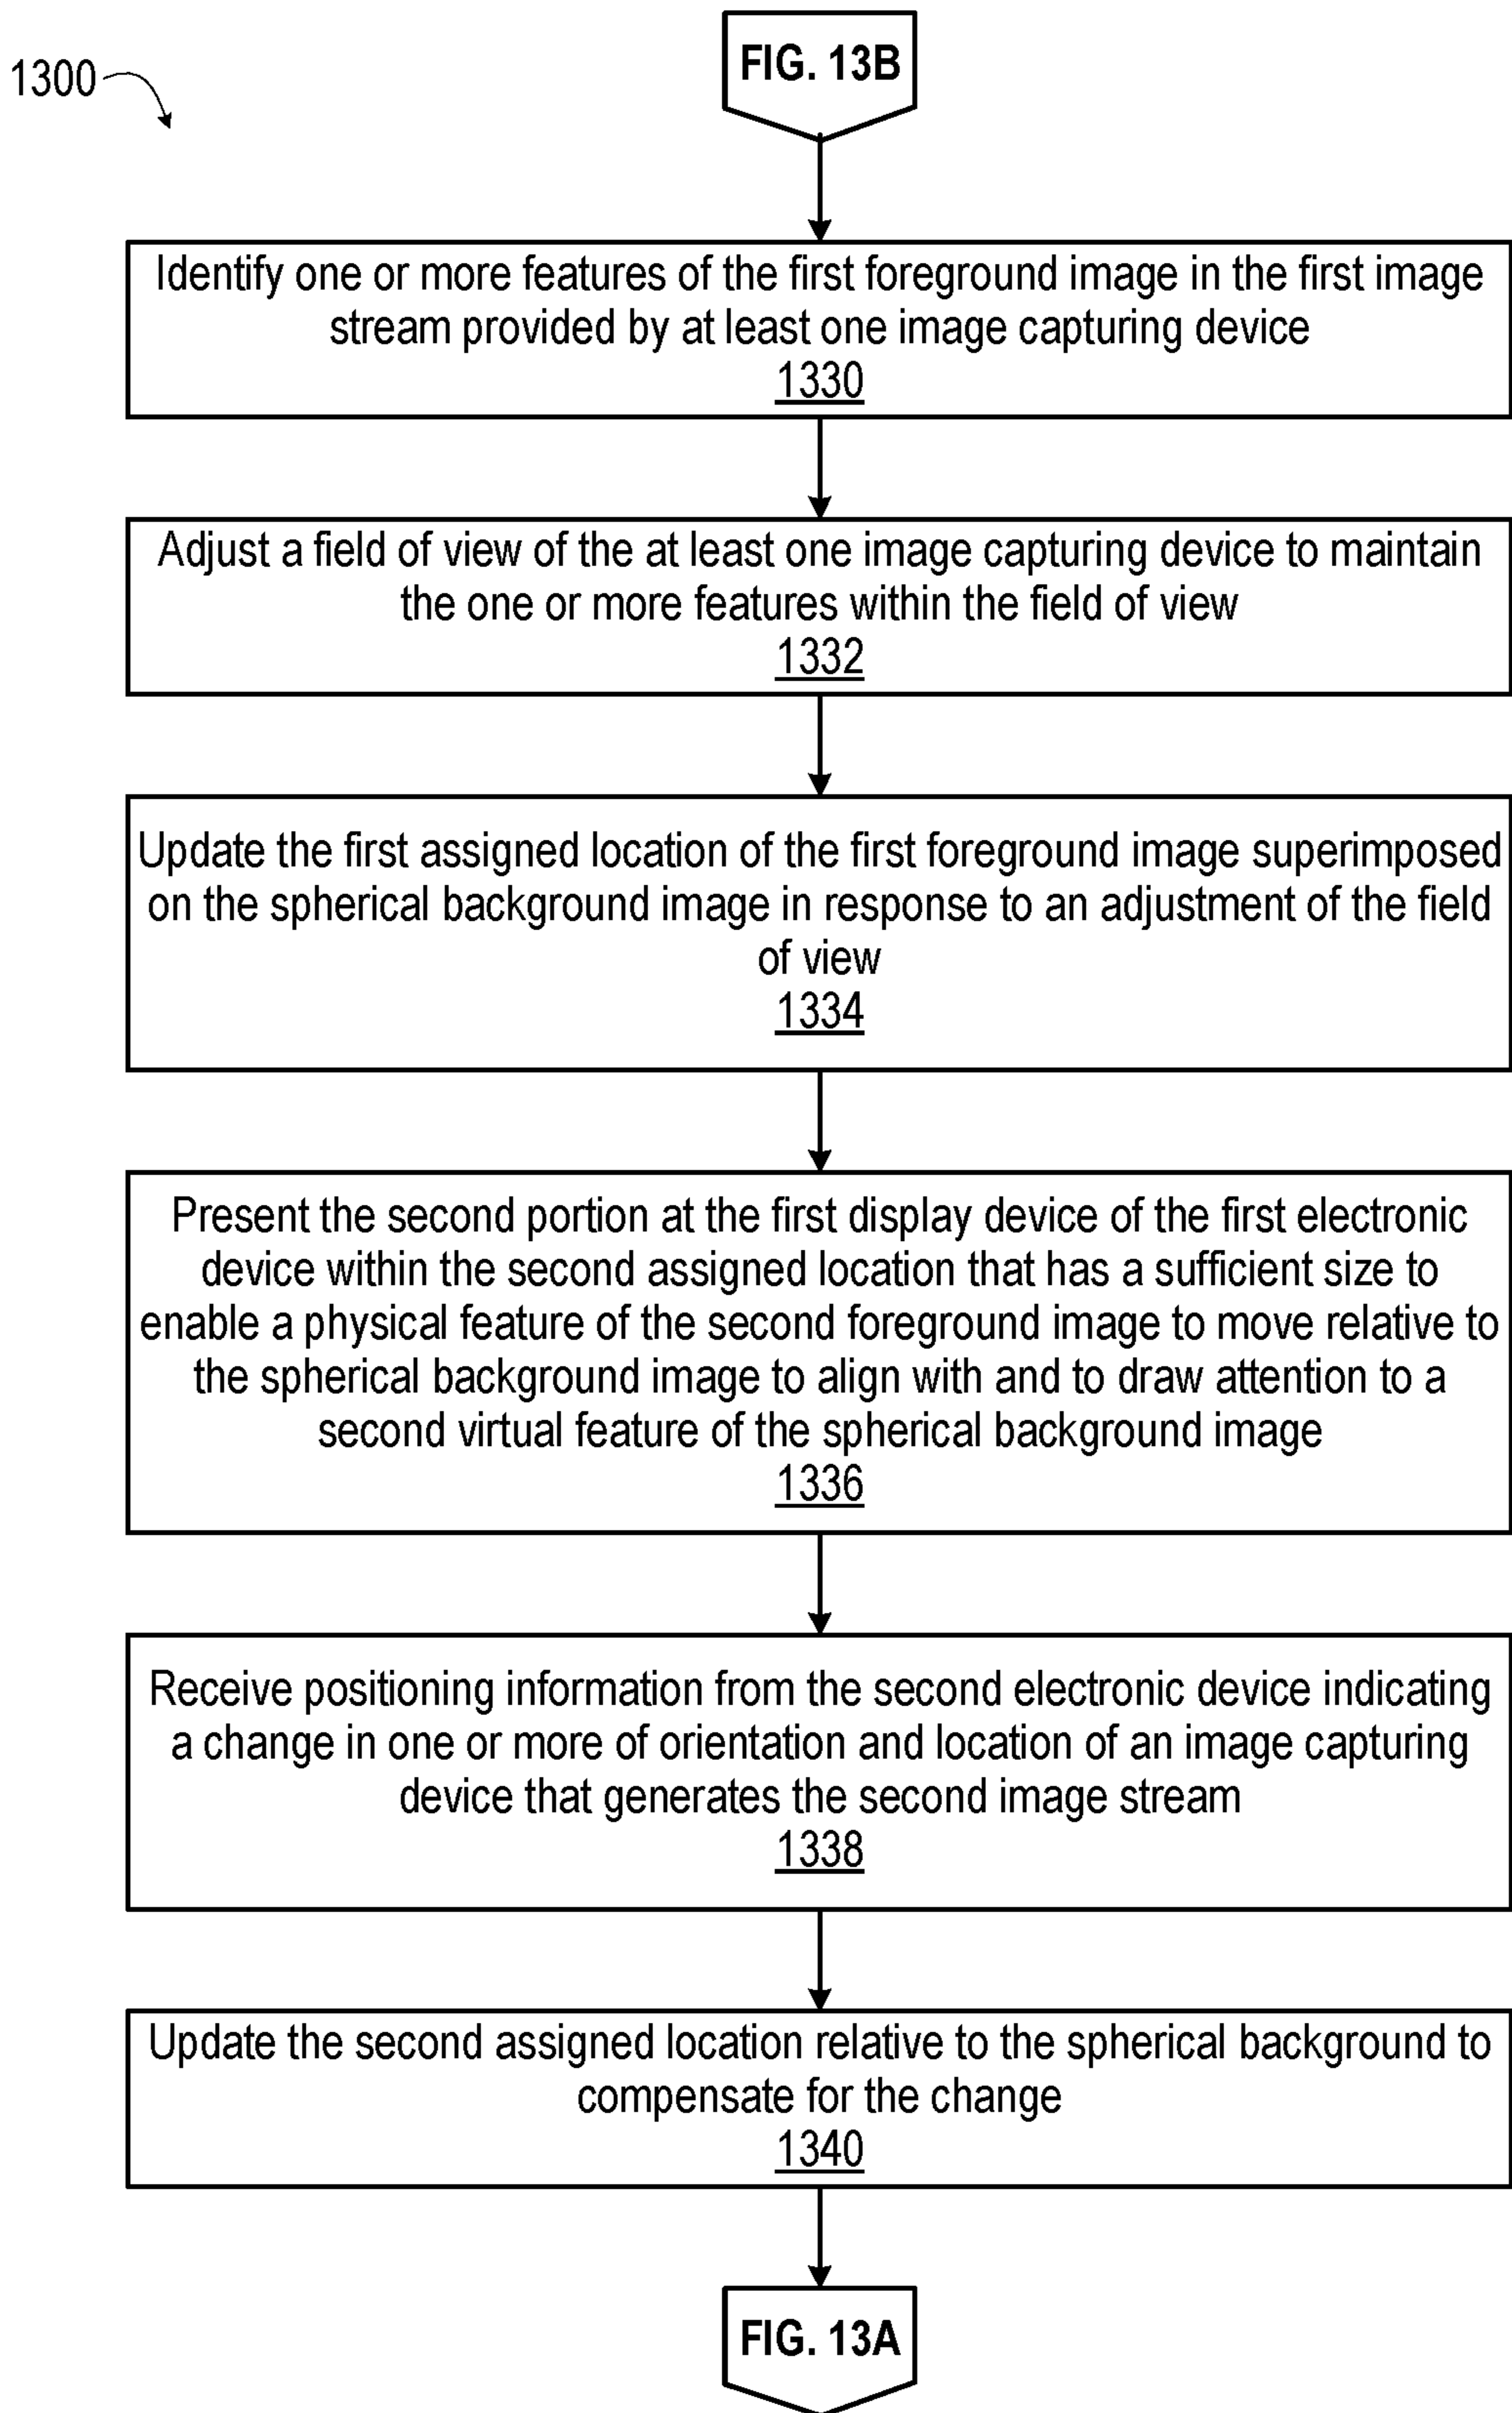 1300
FIG. 13B
Identify one or more features of the first foreground image in the first image
stream provided by at least one image capturing device
1330
Adjust a field of view of the at least one image capturing device to maintain
the one or more features within the field of view
1332
Update the first assigned location of the first foreground image superimposed
on the spherical background image in response to an adjustment of the field
of view
1334
Present the second portion at the first display device of the first electronic
device within the second assigned location that has a sufficient size to
enable a physical feature of the second foreground image to move relative to
the spherical background image to align with and to draw attention to a
second virtual feature of the spherical background image
1336
Receive positioning information from the second electronic device indicating
a change in one or more of orientation and location of an image capturing
device that generates the second image stream
1338
Update the second assigned location relative to the spherical background to
compensate for the change
1340
FIG. 13A